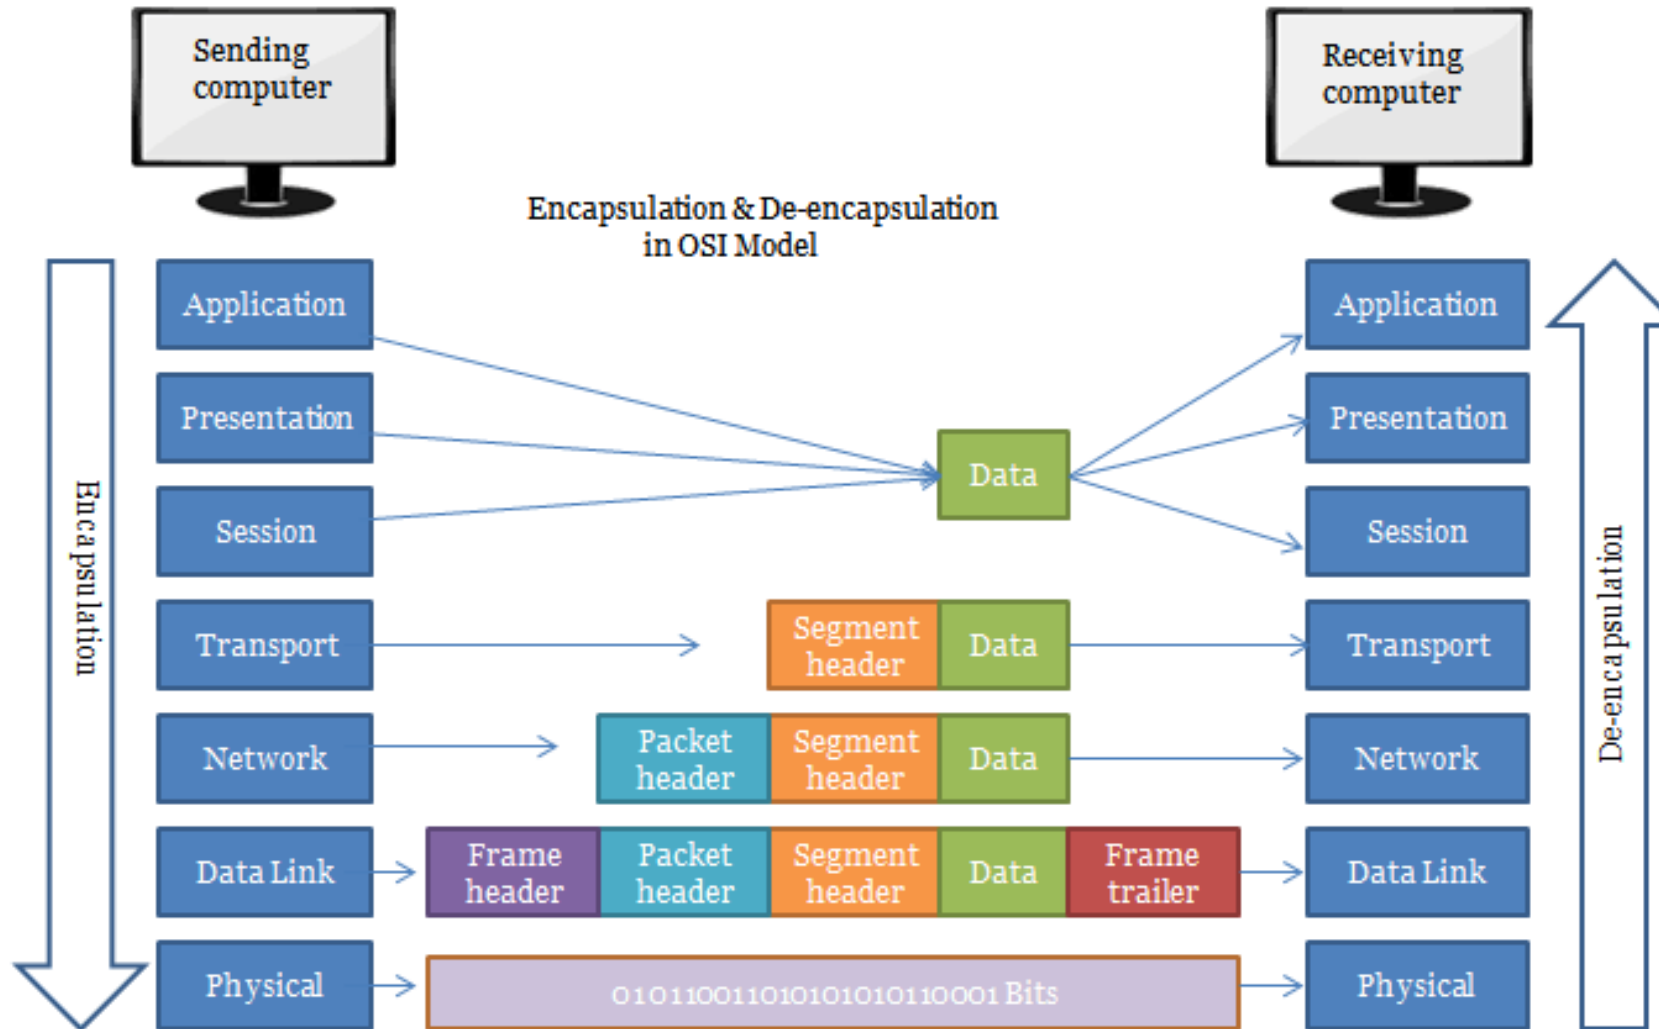 Sending
computer
Receiving
computer
Encapsulation & De-encapsulation
in OSI Model
Encapsulation
De-encapsulation
Application
Application
Presentation
Data
Presentation
Session
Session
Transport
Segment
header
Data
Transport
Network
Packet
header
Segment
header
Data
Network
Data Link
Frame
header
Packet
header
Segment
header
Data
Frame
trailer
Data Link
Physical
010110011010101010110001 Bits
Physical